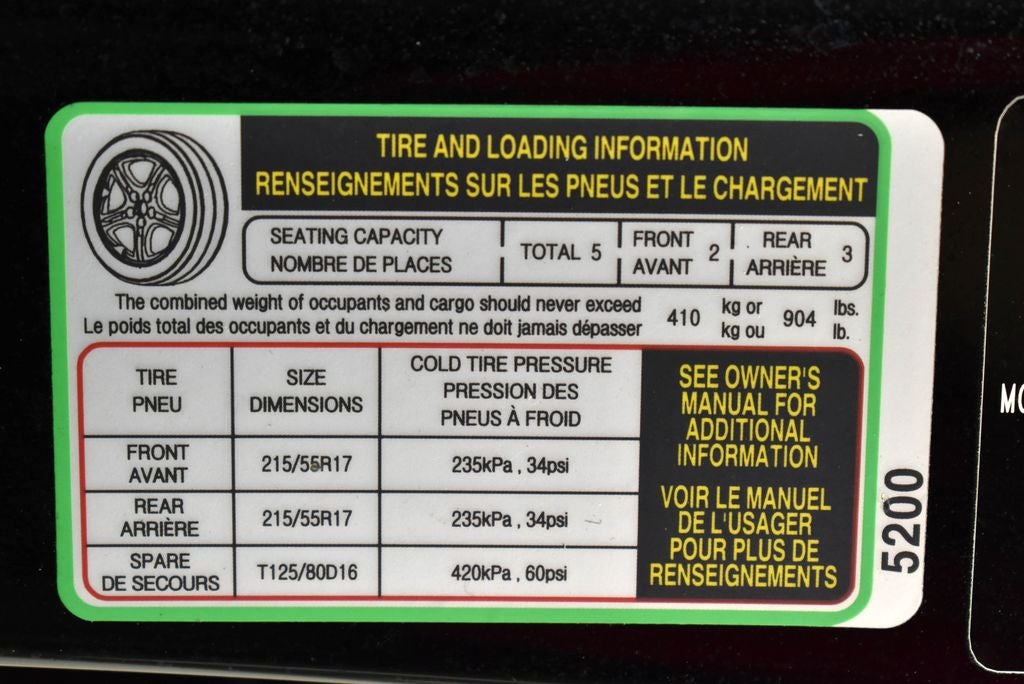 TIRE AND LOADING INFORMATION
RENSEIGNEMENTS SUR LES PNEUS ET LE CHARGEMENT
SEATING CAPACITY
NOMBRE DE PLACES
TOTAL 5
FRONT
AVANT
2
REAR
ARRIÈRE
3
The combined weight of occupants and cargo should never exceed
Le poids total des occupants et du chargement ne doit jamais dépasser
410
kg or
kg ou
904
lbs.
lb.
TIRE
PNEU
SIZE
DIMENSIONS
COLD TIRE PRESSURE
PRESSION DES
PNEUS À FROID
FRONT
AVANT
215/55R17
235kPa , 34psi
REAR
ARRIÈRE
215/55R17
235kPa , 34psi
SPARE
DE SECOURS
T125/80D16
420kPa , 60psi
SEE OWNER'S
MANUAL FOR
ADDITIONAL
INFORMATION
VOIR LE MANUEL
DE L'USAGER
POUR PLUS DE
RENSEIGNEMENTS
5200